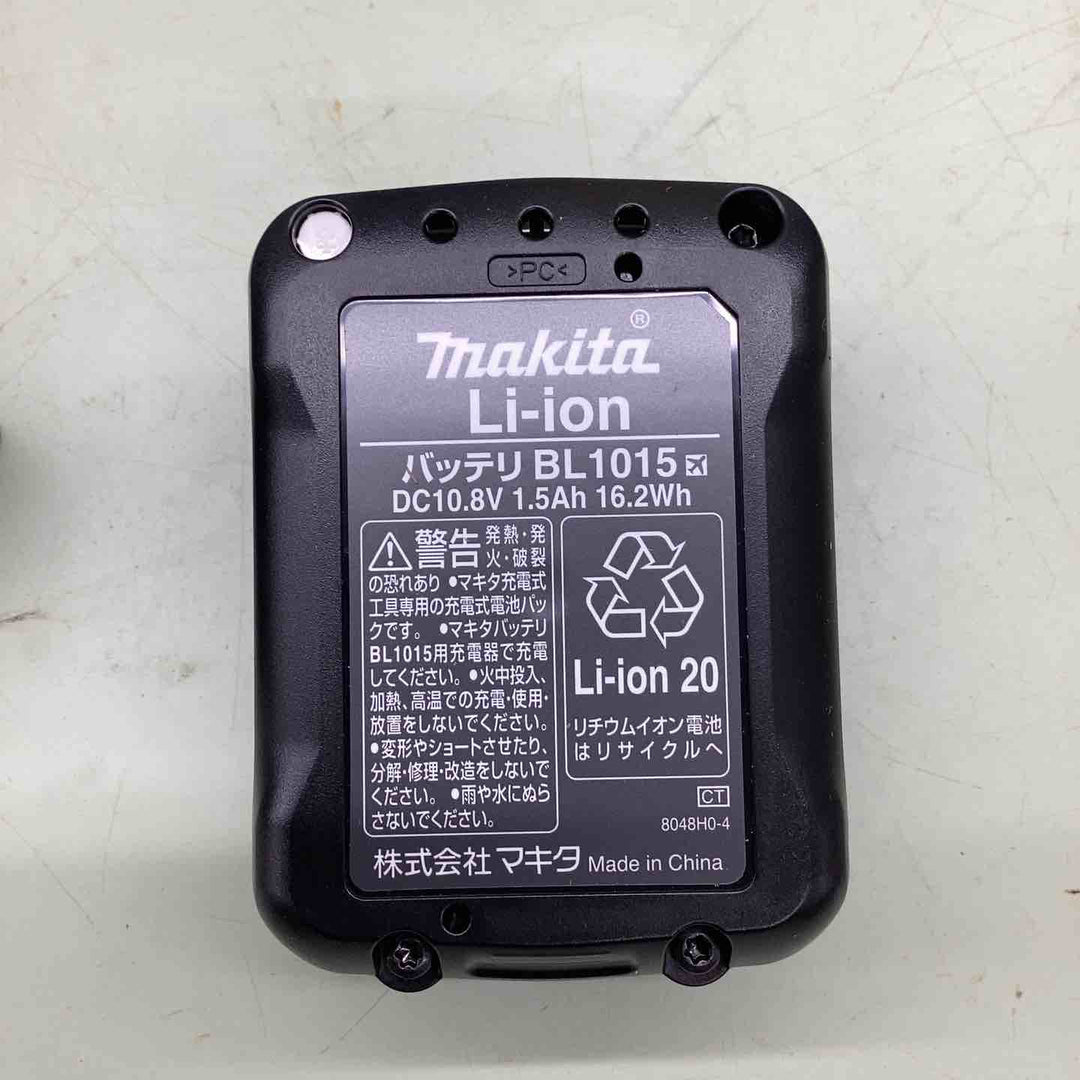 >PC<
makita®
Li-ion
バッテリ BL1015
DC10.8V 1.5Ah 16.2Wh
警告 発熱・発
火・破裂
の恐れあり ●マキタ充電式
工具専用の充電式電池パッ
クです。 ●マキタバッテリ
BL1015用充電器で充電
してください。●火中投入、
加熱、高温での充電・使用・
放置をしないでください。
●変形やショートさせたり、
分解・修理・改造をしないで
ください。 ●雨や水にぬら
さないでください。
Li-ion 20
リチウムイオン電池
はリサイクルへ
CT
8048H0-4
株式会社 マキタ Made in China